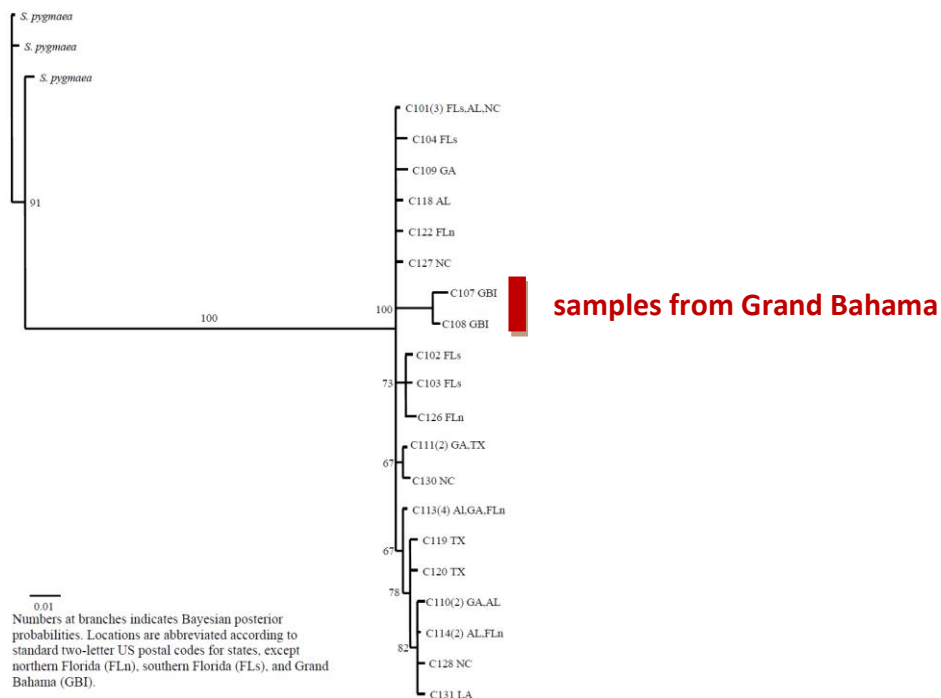 S. pygmaea
S. pygmaea
S. pygmaea
C101(3) FLs,AL,NC
C104 FLs
C109 GA
C118 AL
91
C122 FLn
C127 NC
C107 GBI
samples from Grand Bahama
100
100
C108 GBI
C102 FLs
73
C103 FLs
C126 FLn
C111(2) GA,TX
67
C130 NC
C113(4) Al,GA,FLn
C119 TX
67
C120 TX
78
C110(2) GA,AL
0.01
Numbers at branches indicates Bayesian posterior
probabilities. Locations are abbreviated according to
standard two-letter US postal codes for states, except
northern Florida (FLn), southern Florida (FLs), and Grand
Bahama (GBI).
C114(2) AL,FLn
82
C128 NC
C131 LA